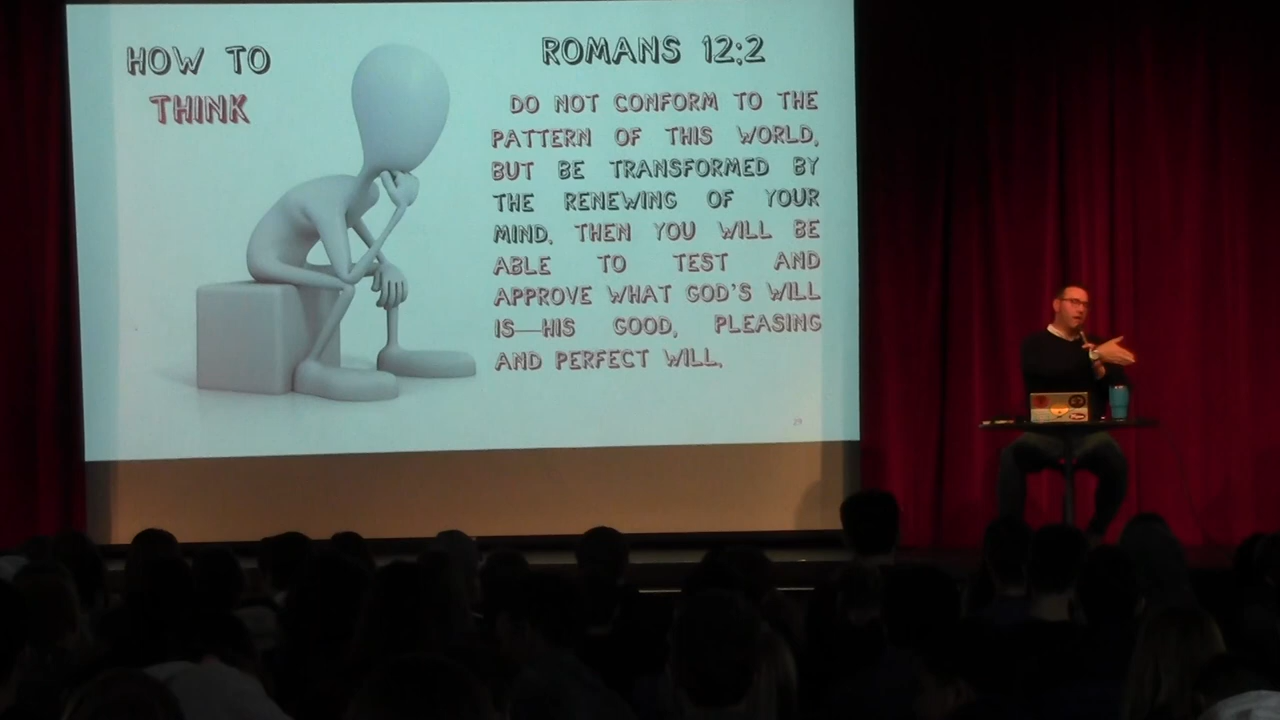 HOW TO
THINK
ROMANS 12:2
DO NOT CONFORM TO THE
PATTERN OF THIS WORLD,
BUT BE TRANSFORMED BY
THE RENEWING OF YOUR
MIND. THEN YOU WILL BE
ABLE TO TEST AND
APPROVE WHAT GOD'S WILL
IS—HIS GOOD, PLEASING
AND PERFECT WILL.
29